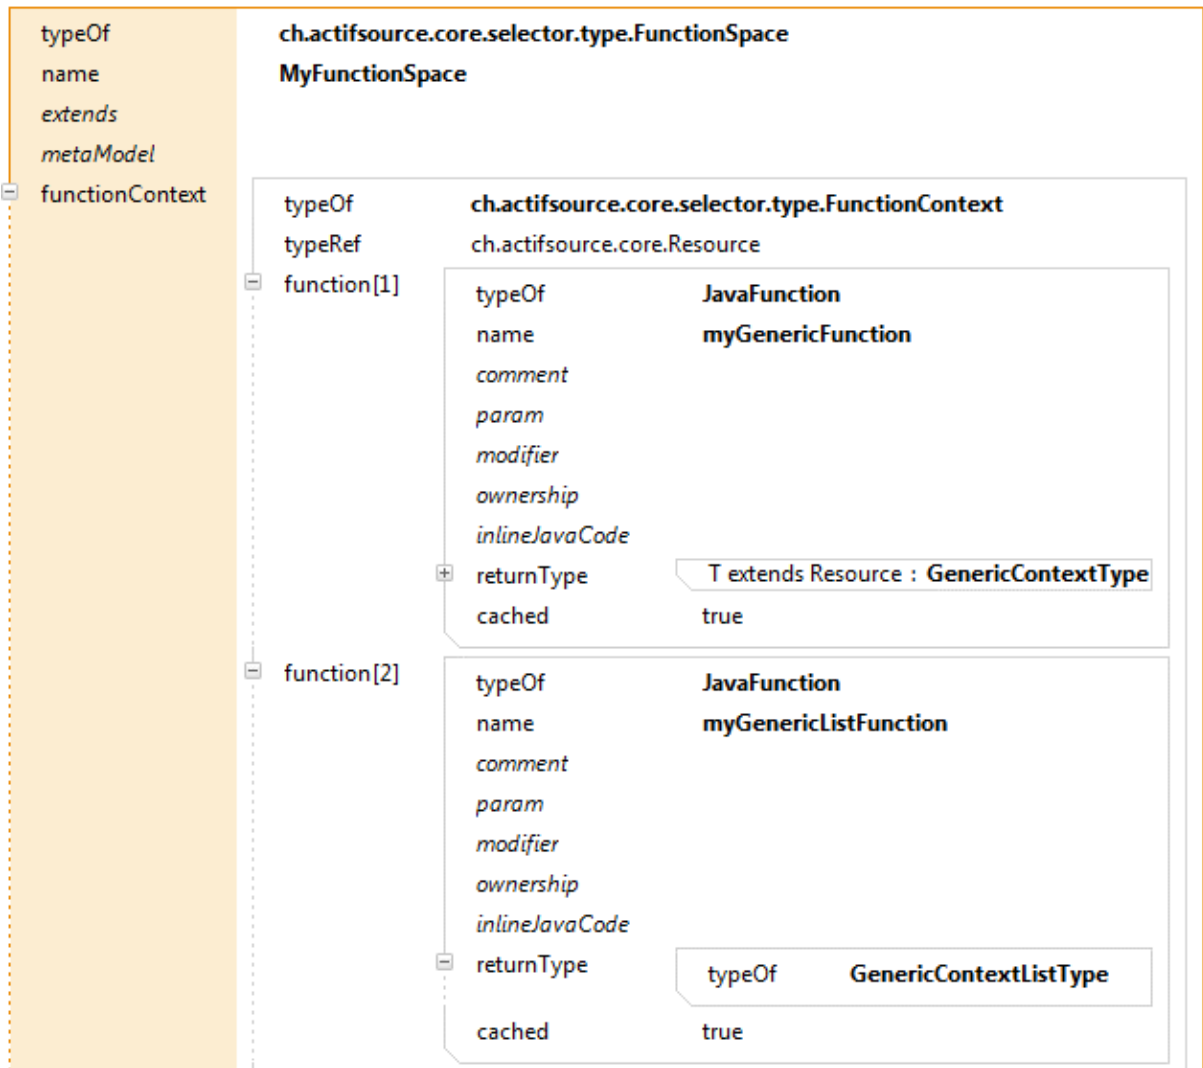 typeOf ch.actifsource.core.selector.type.FunctionSpace
name MyFunctionSpace
extends
metaModel
functionContext
typeOf ch.actifsource.core.selector.type.FunctionContext
typeRef ch.actifsource.core.Resource
function[1]
typeOf JavaFunction
name myGenericFunction
comment
param
modifier
ownership
inlineJavaCode
returnType T extends Resource : GenericContextType
cached true
function[2]
typeOf JavaFunction
name myGenericListFunction
comment
param
modifier
ownership
inlineJavaCode
returnType typeOf GenericContextListType
cached true